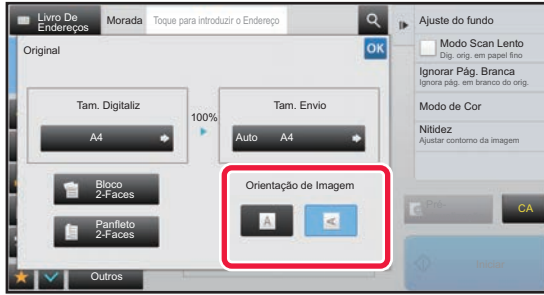 Livro De
Endereços
Morada
Toque para introduzir o Endereço
Original
OK
Tam. Digitaliz
A4
100%
Tam. Envio
Auto A4
Bloco
2-Faces
Panfleto
2-Faces
Orientação de Imagem
A
A
Outros
Ajuste do fundo
Modo Scan Lento
Dig. orig. em papel fino
Ignorar Pág. Branca
Ignora pág. em branco do orig.
Modo de Cor
Nitidez
Ajustar contorno da imagem
CA